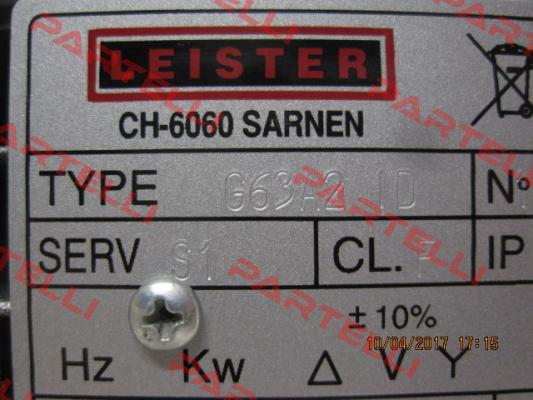 LEISTER
CH-6060 SARNEN
TYPE G63A2 ID Nº
SERV S1 CL. F IP
± 10%
10/04/2017 17:15
Hz Kw Δ V Y
PARTELLI